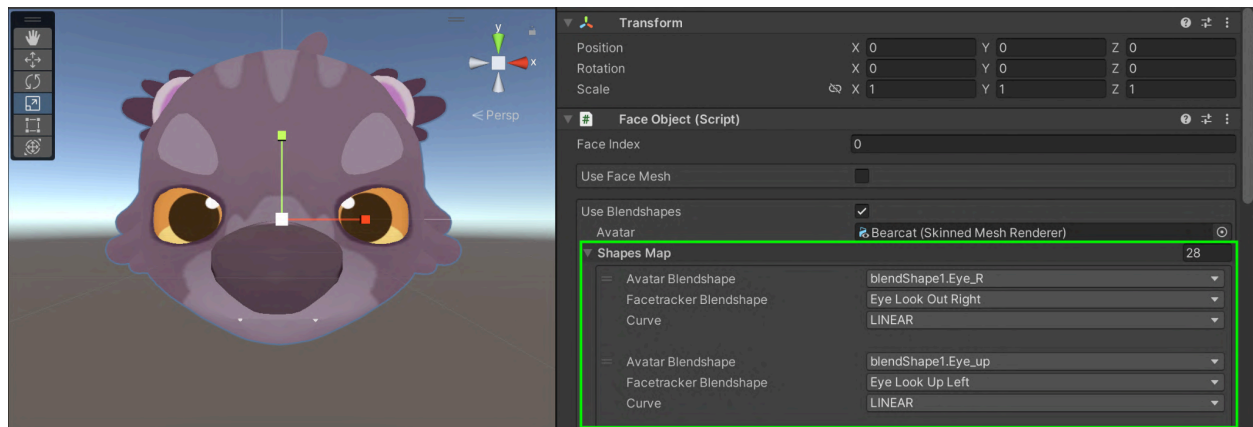 y
x
< Persp
Transform
Position X 0 Y 0 Z 0
Rotation X 0 Y 0 Z 0
Scale X 1 Y 1 Z 1
# Face Object (Script)
Face Index 0
Use Face Mesh
Use Blendshapes
Avatar Bearcat (Skinned Mesh Renderer)
Shapes Map 28
Avatar Blendshape blendShape1.Eye_R
Facetracker Blendshape Eye Look Out Right
Curve LINEAR
Avatar Blendshape blendShape1.Eye_up
Facetracker Blendshape Eye Look Up Left
Curve LINEAR